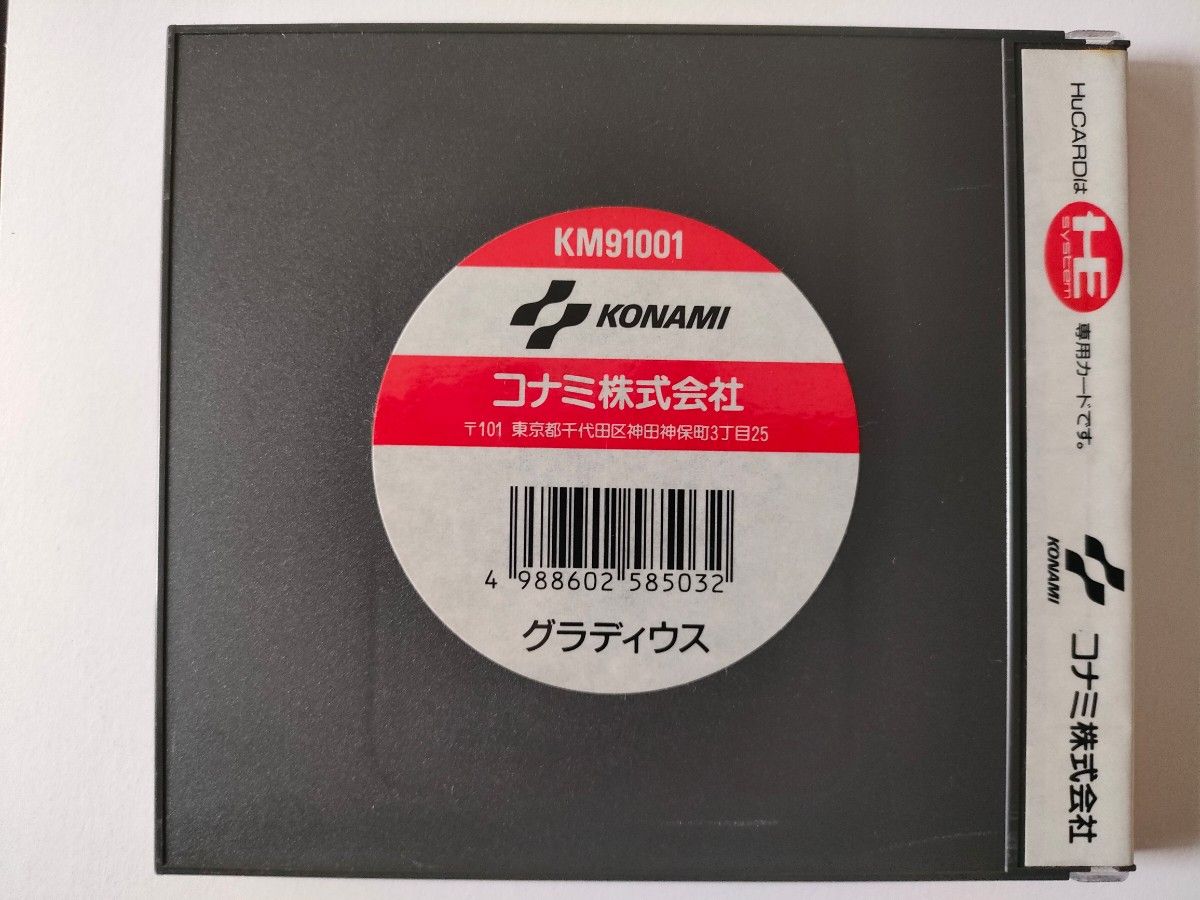 KM91001
KONAMI
コナミ株式会社
〒101 東京都千代田区神田神保町3丁目25
4 988602 585032
グラディウス
HuCARDは
HE
system
専用カードです。
KONAMI
コナミ株式会社